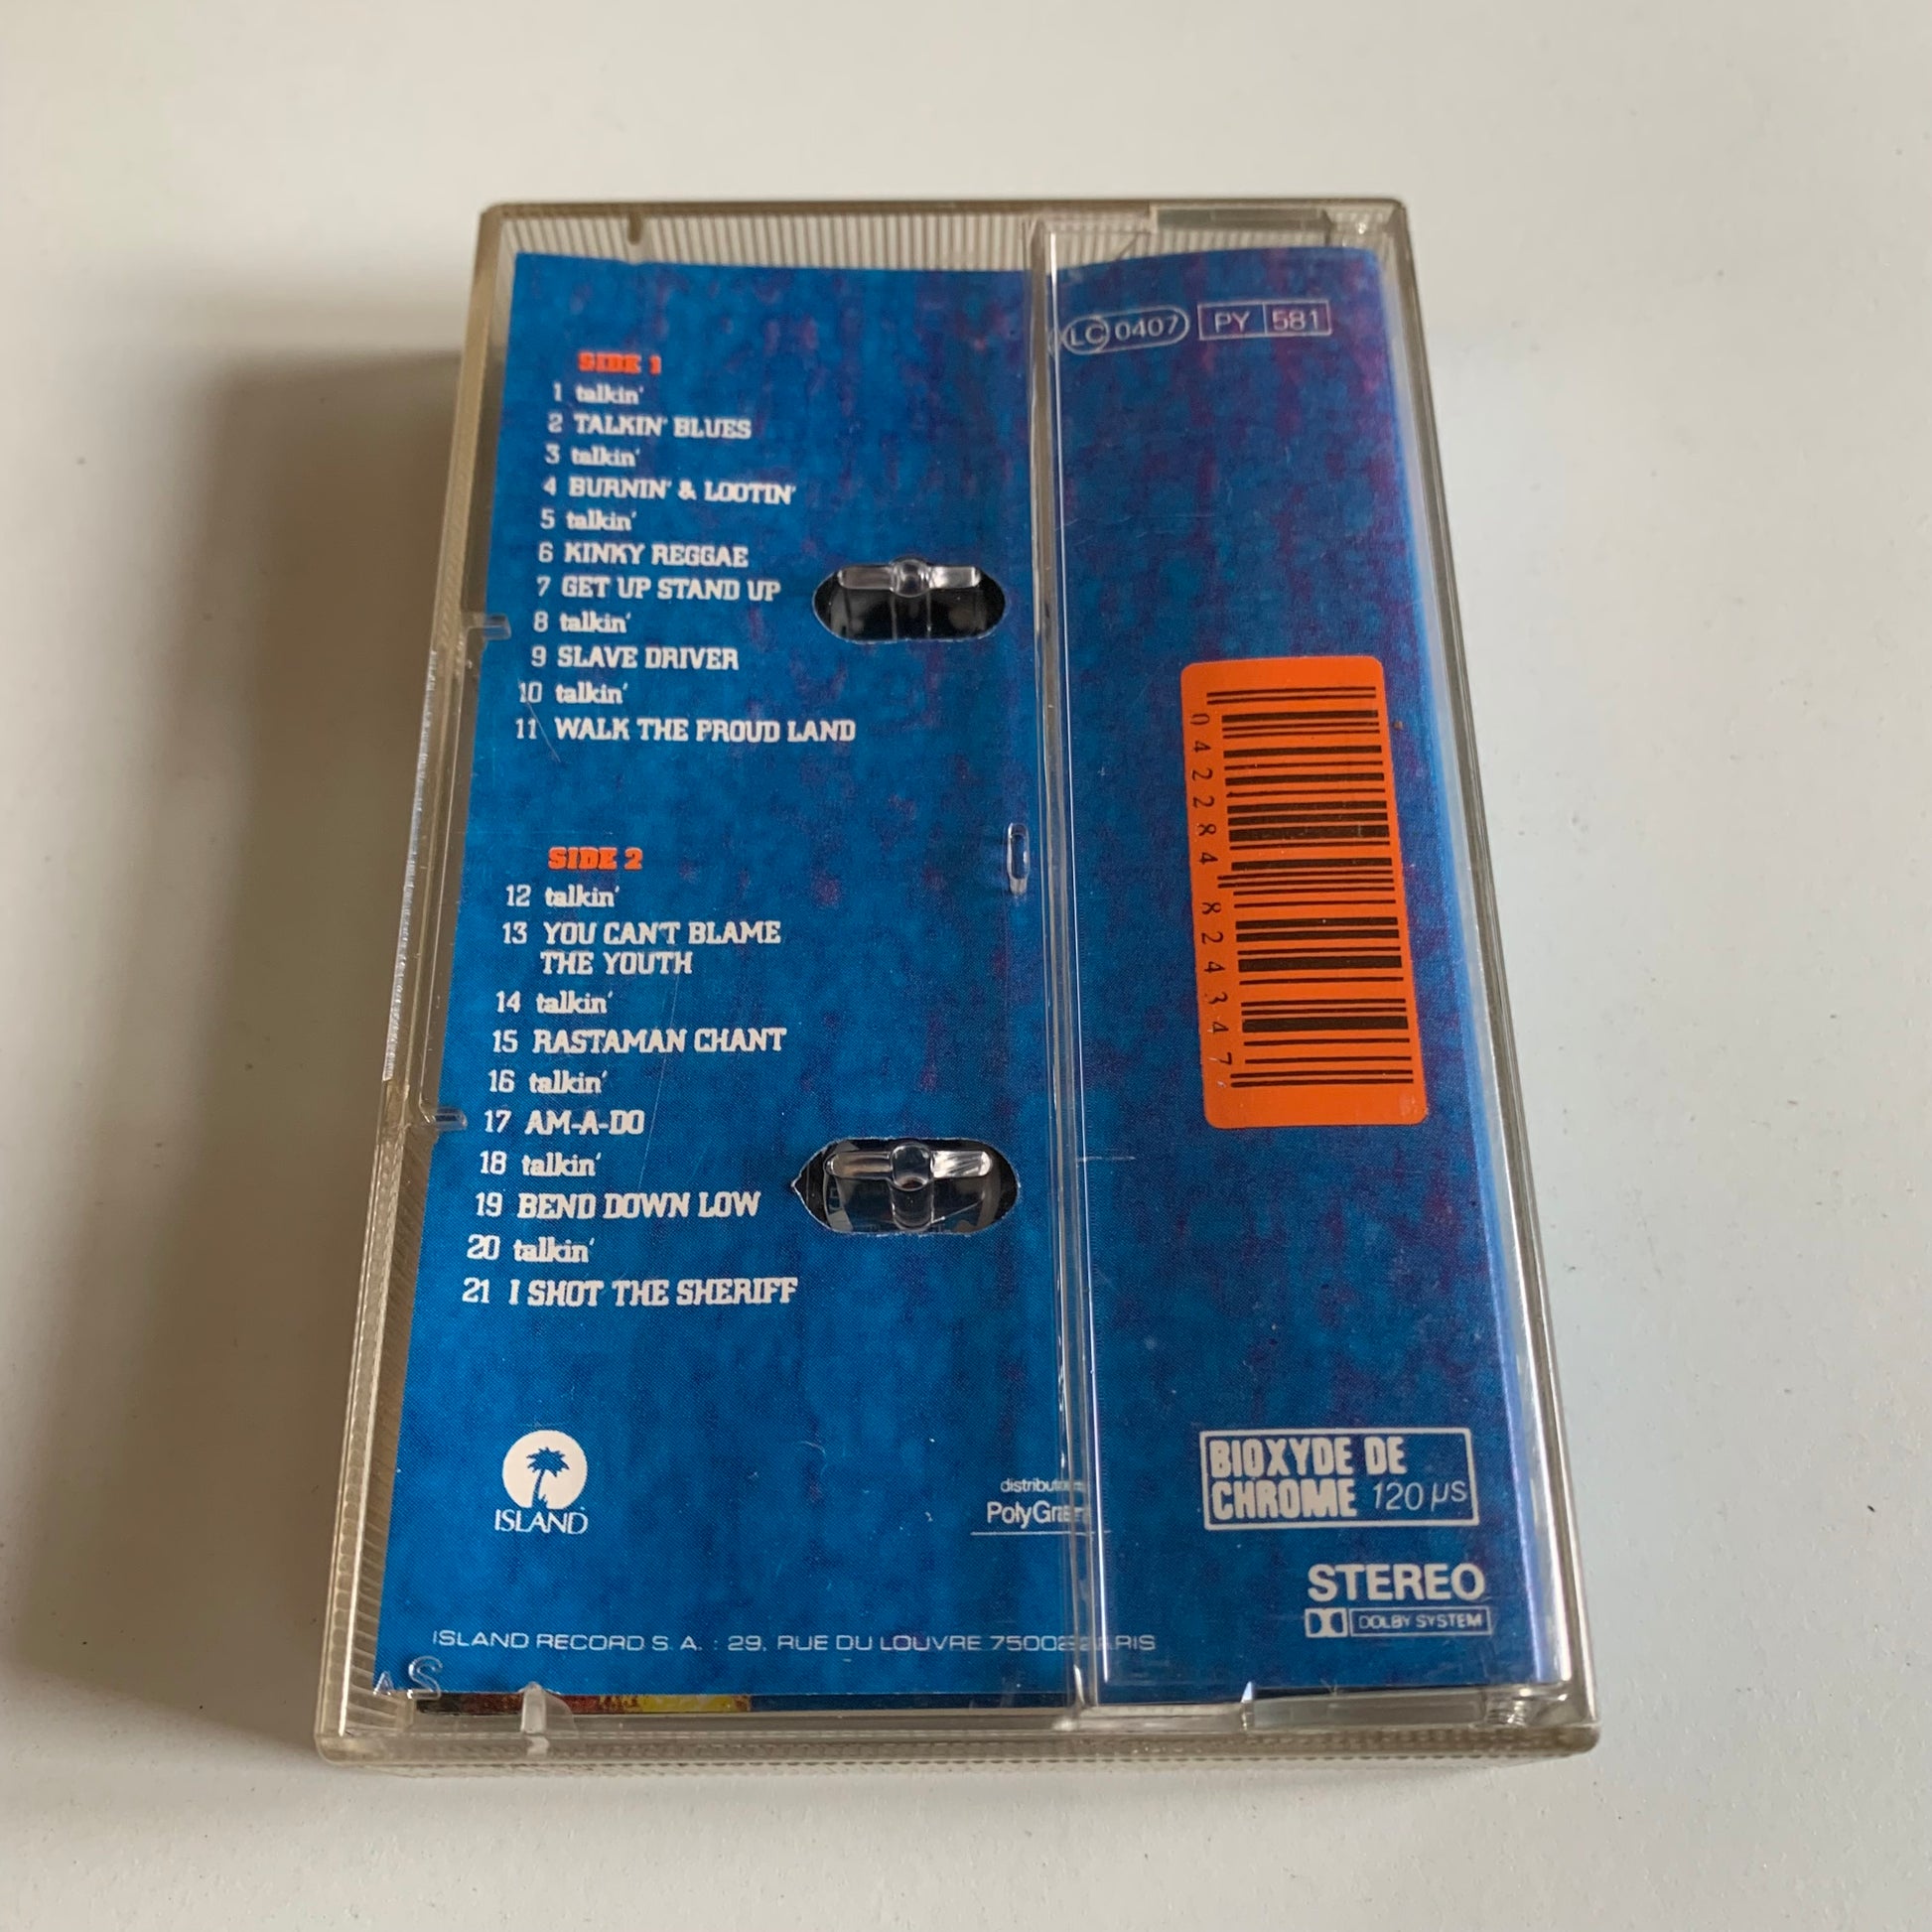 SIDE 1
1 talkin'
2 TALKIN' BLUES
3 talkin'
4 BURNIN' & LOOTIN'
5 talkin'
6 KINKY REGGAE
7 GET UP STAND UP
8 talkin'
9 SLAVE DRIVER
10 talkin'
11 WALK THE PROUD LAND
SIDE 2
12 talkin'
13 YOU CAN'T BLAME
THE YOUTH
14 talkin'
15 RASTAMAN CHANT
16 talkin'
17 AM-A-DO
18 talkin'
19 BEND DOWN LOW
20 talkin'
21 I SHOT THE SHERIFF
ISLAND
ISLAND RECORD S.A. : 29, RUE DU LOUVRE
AS
LC 0407 PY 581
042284824347
BIOXYDE DE
CHROME 120 µS
STEREO
DOLBY SYSTEM